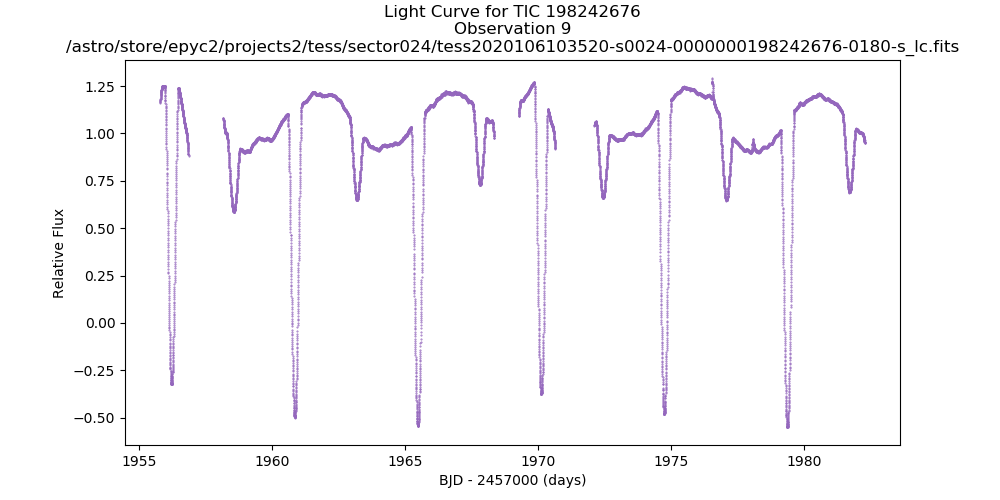 Light Curve for TIC 198242676
Observation 9
/astro/store/epyc2/projects2/tess/sector024/tess2020106103520-s0024-0000000198242676-0180-s_lc.fits
Relative Flux
1.25
1.00
0.75
0.50
0.25
0.00
−0.25
−0.50
1955 1960 1965 1970 1975 1980
BJD - 2457000 (days)